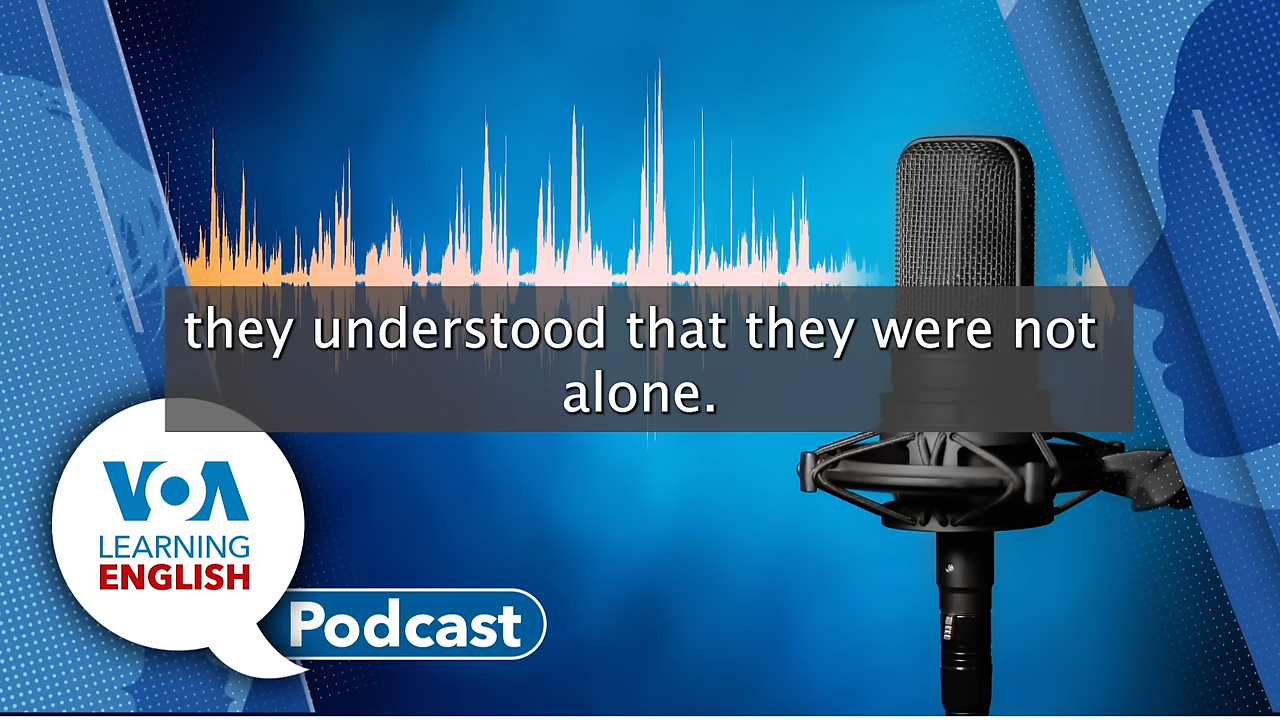 they understood that they were not
alone.
VOA
LEARNING
ENGLISH
Podcast